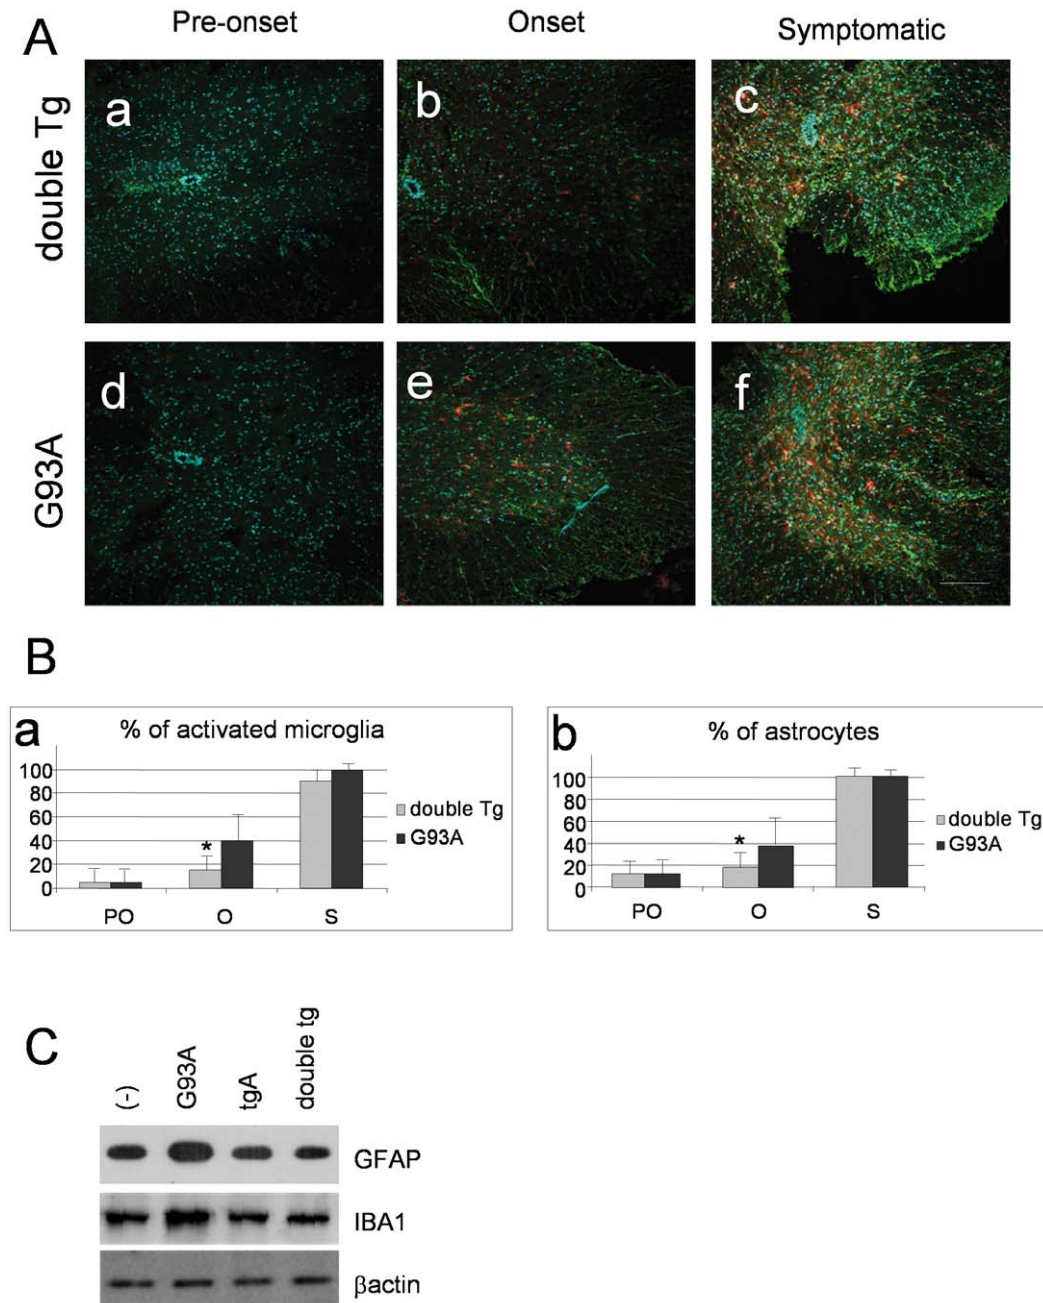 A
Pre-onset Onset Symptomatic
double Tg
a b c
G93A
d e f
B
a % of activated microglia
100
80
60
40
20
0
*
PO O S
double Tg
G93A
b % of astrocytes
100
80
60
40
20
0
*
PO O S
double Tg
G93A
C
(-) G93A tgA double tg
GFAP
IBA1
βactin